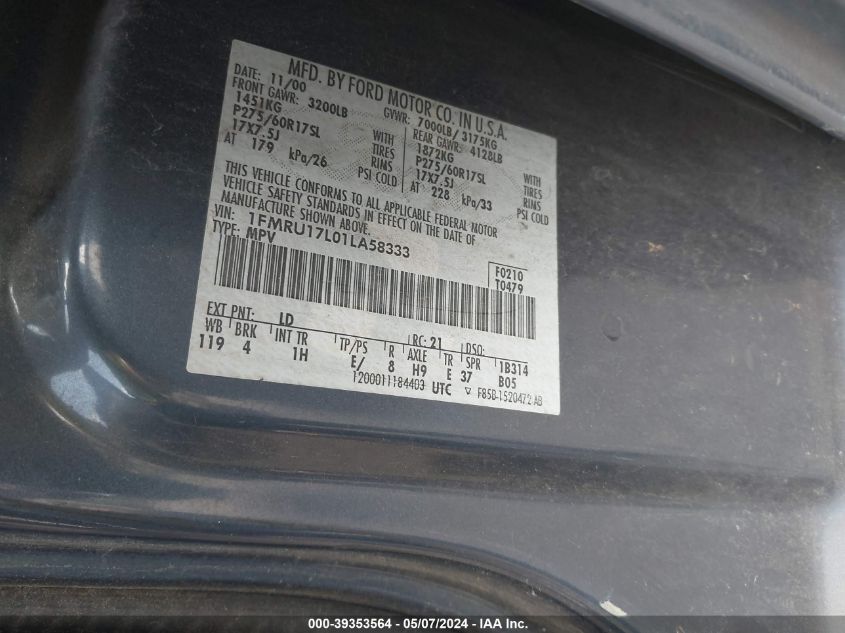 MFD. BY FORD MOTOR CO. IN U.S.A.
DATE: 11/00 GVWR: 7000LB/ 3175KG
FRONT GAWR: 3200LB REAR GAWR: 4128LB
1451KG WITH 1872KG WITH
P275/60R17SL TIRES P275/60R17SL TIRES
17X7.5J RIMS 17X7.5J RIMS
AT 179 kPa/26 PSI COLD AT 228 kPa/33 PSI COLD
THIS VEHICLE CONFORMS TO ALL APPLICABLE FEDERAL MOTOR
VEHICLE SAFETY STANDARDS IN EFFECT ON THE DATE OF
MANUFACTURE SHOWN ABOVE.
VIN: 1FMRU17L01LA58333
TYPE: MPV
F0210
T0479
EXT PNT: LD RC: 21 DSO:
WB BRK INT TR TP/PS R AXLE TR SPR 1B314
119 4 1H E/ 8 H9 E 37 B05
1200011184403 UTC F85B-1520472-AB
000-39353564 - 05/07/2024 - IAA Inc.